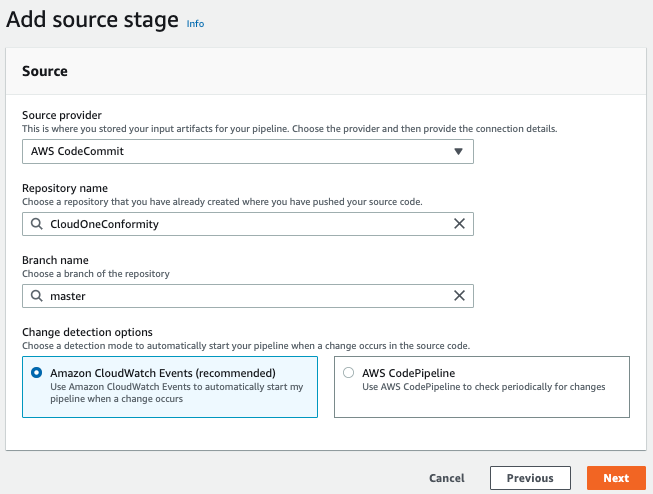 Add source stage Info
Source
Source provider
This is where you stored your input artifacts for your pipeline. Choose the provider and then provide the connection details.
AWS CodeCommit
Repository name
Choose a repository that you have already created where you have pushed your source code.
CloudOneConformity
Branch name
Choose a branch of the repository
master
Change detection options
Choose a detection mode to automatically start your pipeline when a change occurs in the source code.
Amazon CloudWatch Events (recommended)
Use Amazon CloudWatch Events to automatically start my
pipeline when a change occurs
AWS CodePipeline
Use AWS CodePipeline to check periodically for changes
Cancel Previous Next